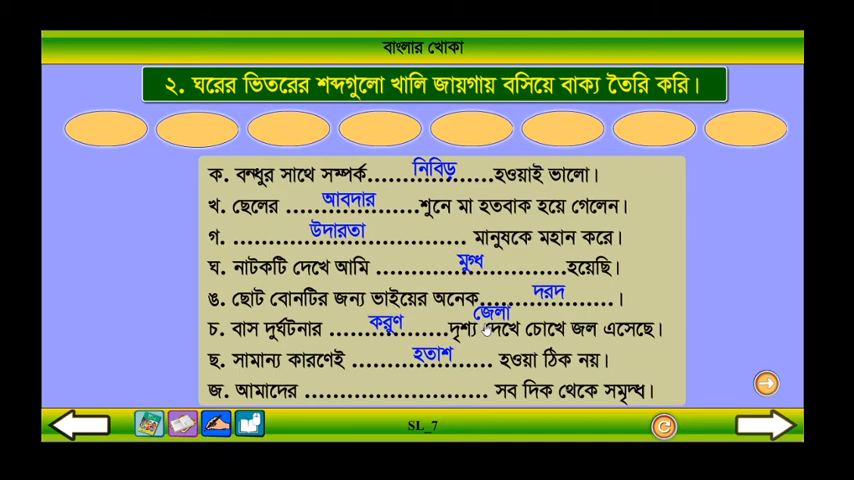 বাংলার খোকা
২. ঘরের ভিতরের শব্দগুলো খালি জায়গায় বসিয়ে বাক্য তৈরি করি।
ক. বন্ধুর সাথে সম্পর্ক.......নিবিড়.......হওয়াই ভালো।
খ. ছেলের .......আবদার.......শুনে মা হতবাক হয়ে গেলেন।
গ. .......উদারতা....... মানুষকে মহান করে।
ঘ. নাটকটি দেখে আমি .......মুগ্ধ.......হয়েছি।
ঙ. ছোট বোনটির জন্য ভাইয়ের অনেক.......দরদ.......।
জেলা
চ. বাস দুর্ঘটনার .......করুণ.......দৃশ্য দেখে চোখে জল এসেছে।
ছ. সামান্য কারণেই .......হতাশ....... হওয়া ঠিক নয়।
জ. আমাদের .............................. সব দিক থেকে সমৃদ্ধ।
SL_7